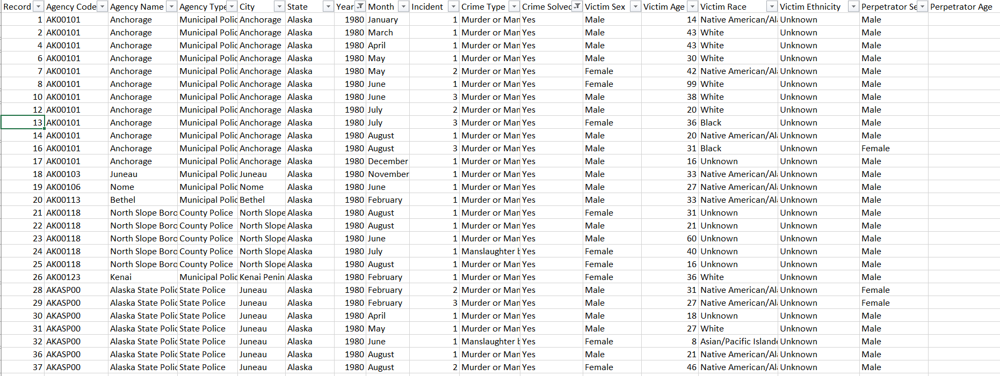 Record Agency Code Agency Name Agency Type City State Year Month Incident Crime Type Crime Solved Victim Sex Victim Age Victim Race Victim Ethnicity Perpetrator Se Perpetrator Age
1 AK00101 Anchorage Municipal Polic Anchorage Alaska 1980 January 1 Murder or Man Yes Male 14 Native American/Al Unknown Male
2 AK00101 Anchorage Municipal Polic Anchorage Alaska 1980 March 1 Murder or Man Yes Male 43 White Unknown Male
4 AK00101 Anchorage Municipal Polic Anchorage Alaska 1980 April 1 Murder or Man Yes Male 43 White Unknown Male
6 AK00101 Anchorage Municipal Polic Anchorage Alaska 1980 May 1 Murder or Man Yes Male 30 White Unknown Male
7 AK00101 Anchorage Municipal Polic Anchorage Alaska 1980 May 2 Murder or Man Yes Female 42 Native American/Al Unknown Male
8 AK00101 Anchorage Municipal Polic Anchorage Alaska 1980 June 1 Murder or Man Yes Female 99 White Unknown Male
10 AK00101 Anchorage Municipal Polic Anchorage Alaska 1980 June 3 Murder or Man Yes Male 38 White Unknown Male
12 AK00101 Anchorage Municipal Polic Anchorage Alaska 1980 July 2 Murder or Man Yes Male 20 White Unknown Male
13 AK00101 Anchorage Municipal Polic Anchorage Alaska 1980 July 3 Murder or Man Yes Female 36 Black Unknown Male
14 AK00101 Anchorage Municipal Polic Anchorage Alaska 1980 August 1 Murder or Man Yes Male 20 Native American/Al Unknown Male
16 AK00101 Anchorage Municipal Polic Anchorage Alaska 1980 August 3 Murder or Man Yes Male 31 Black Unknown Female
17 AK00101 Anchorage Municipal Polic Anchorage Alaska 1980 December 1 Murder or Man Yes Male 16 Unknown Unknown Male
18 AK00103 Juneau Municipal Polic Juneau Alaska 1980 November 1 Murder or Man Yes Male 33 Native American/Al Unknown Male
19 AK00106 Nome Municipal Polic Nome Alaska 1980 June 1 Murder or Man Yes Male 27 Native American/Al Unknown Male
20 AK00113 Bethel Municipal Polic Bethel Alaska 1980 February 1 Murder or Man Yes Male 33 Native American/Al Unknown Male
21 AK00118 North Slope Boro County Police North Slope Alaska 1980 August 1 Murder or Man Yes Female 31 Unknown Unknown Male
22 AK00118 North Slope Boro County Police North Slope Alaska 1980 August 1 Murder or Man Yes Male 21 Unknown Unknown Male
23 AK00118 North Slope Boro County Police North Slope Alaska 1980 June 1 Murder or Man Yes Male 60 Unknown Unknown Male
24 AK00118 North Slope Boro County Police North Slope Alaska 1980 July 1 Manslaughter b Yes Female 40 Unknown Unknown Male
25 AK00118 North Slope Boro County Police North Slope Alaska 1980 August 1 Murder or Man Yes Female 16 Unknown Unknown Male
26 AK00123 Kenai Municipal Polic Kenai Penin Alaska 1980 February 1 Murder or Man Yes Female 36 White Unknown Male
28 AKASP00 Alaska State Polic State Police Juneau Alaska 1980 February 2 Murder or Man Yes Male 31 Native American/Al Unknown Female
29 AKASP00 Alaska State Polic State Police Juneau Alaska 1980 February 3 Murder or Man Yes Male 27 Native American/Al Unknown Female
30 AKASP00 Alaska State Polic State Police Juneau Alaska 1980 April 1 Murder or Man Yes Male 18 Unknown Unknown Male
31 AKASP00 Alaska State Polic State Police Juneau Alaska 1980 May 1 Murder or Man Yes Male 27 White Unknown Male
32 AKASP00 Alaska State Polic State Police Juneau Alaska 1980 June 1 Manslaughter b Yes Female 8 Asian/Pacific Islande Unknown Male
36 AKASP00 Alaska State Polic State Police Juneau Alaska 1980 August 1 Murder or Man Yes Male 21 Native American/Al Unknown Male
37 AKASP00 Alaska State Polic State Police Juneau Alaska 1980 August 2 Murder or Man Yes Female 46 Native American/Al Unknown Male